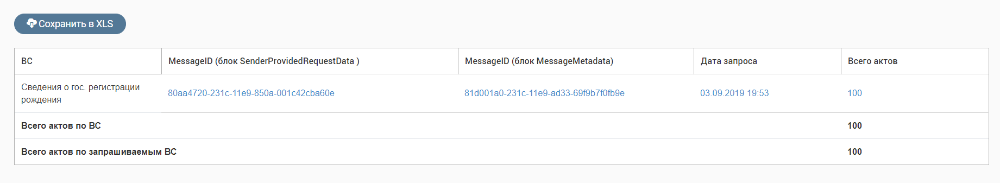 Сохранить в XLS
ВС MessageID (блок SenderProvidedRequestData ) MessageID (блок MessageMetadata) Дата запроса Всего актов
Сведения о гос. регистрации
рождения 80aa4720-231c-11e9-850a-001c42cba60e 81d001a0-231c-11e9-ad33-69f9b7f0fb9e 03.09.2019 19:53 100
Всего актов по ВС 100
Всего актов по запрашиваемым ВС 100